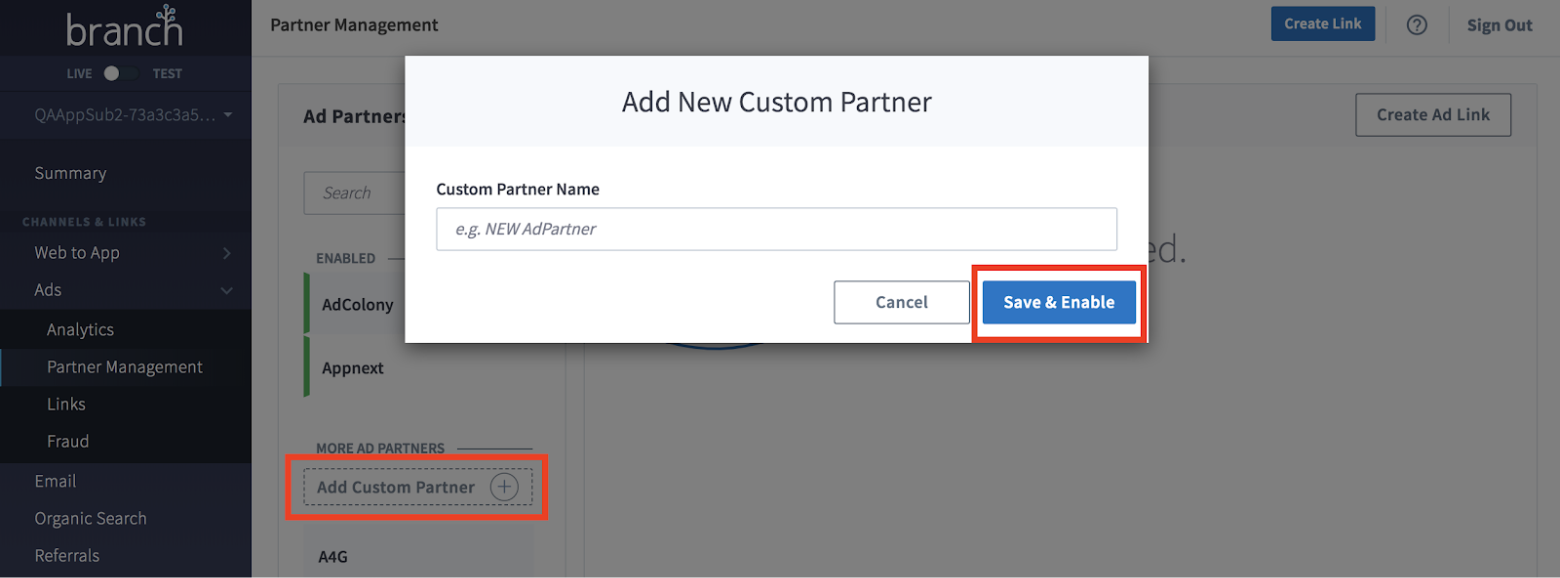 branch
LIVE TEST
QAAppSub2-73a3c3a5...
Summary
CHANNELS & LINKS
Web to App
Ads
Analytics
Partner Management
Links
Fraud
Email
Organic Search
Referrals
Partner Management
Create Link
?
Sign Out
Ad Partners
Create Ad Link
Search
ENABLED
AdColony
Appnext
MORE AD PARTNERS
Add Custom Partner +
A4G
Add New Custom Partner
Custom Partner Name
e.g. NEW AdPartner
Cancel
Save & Enable
ed.